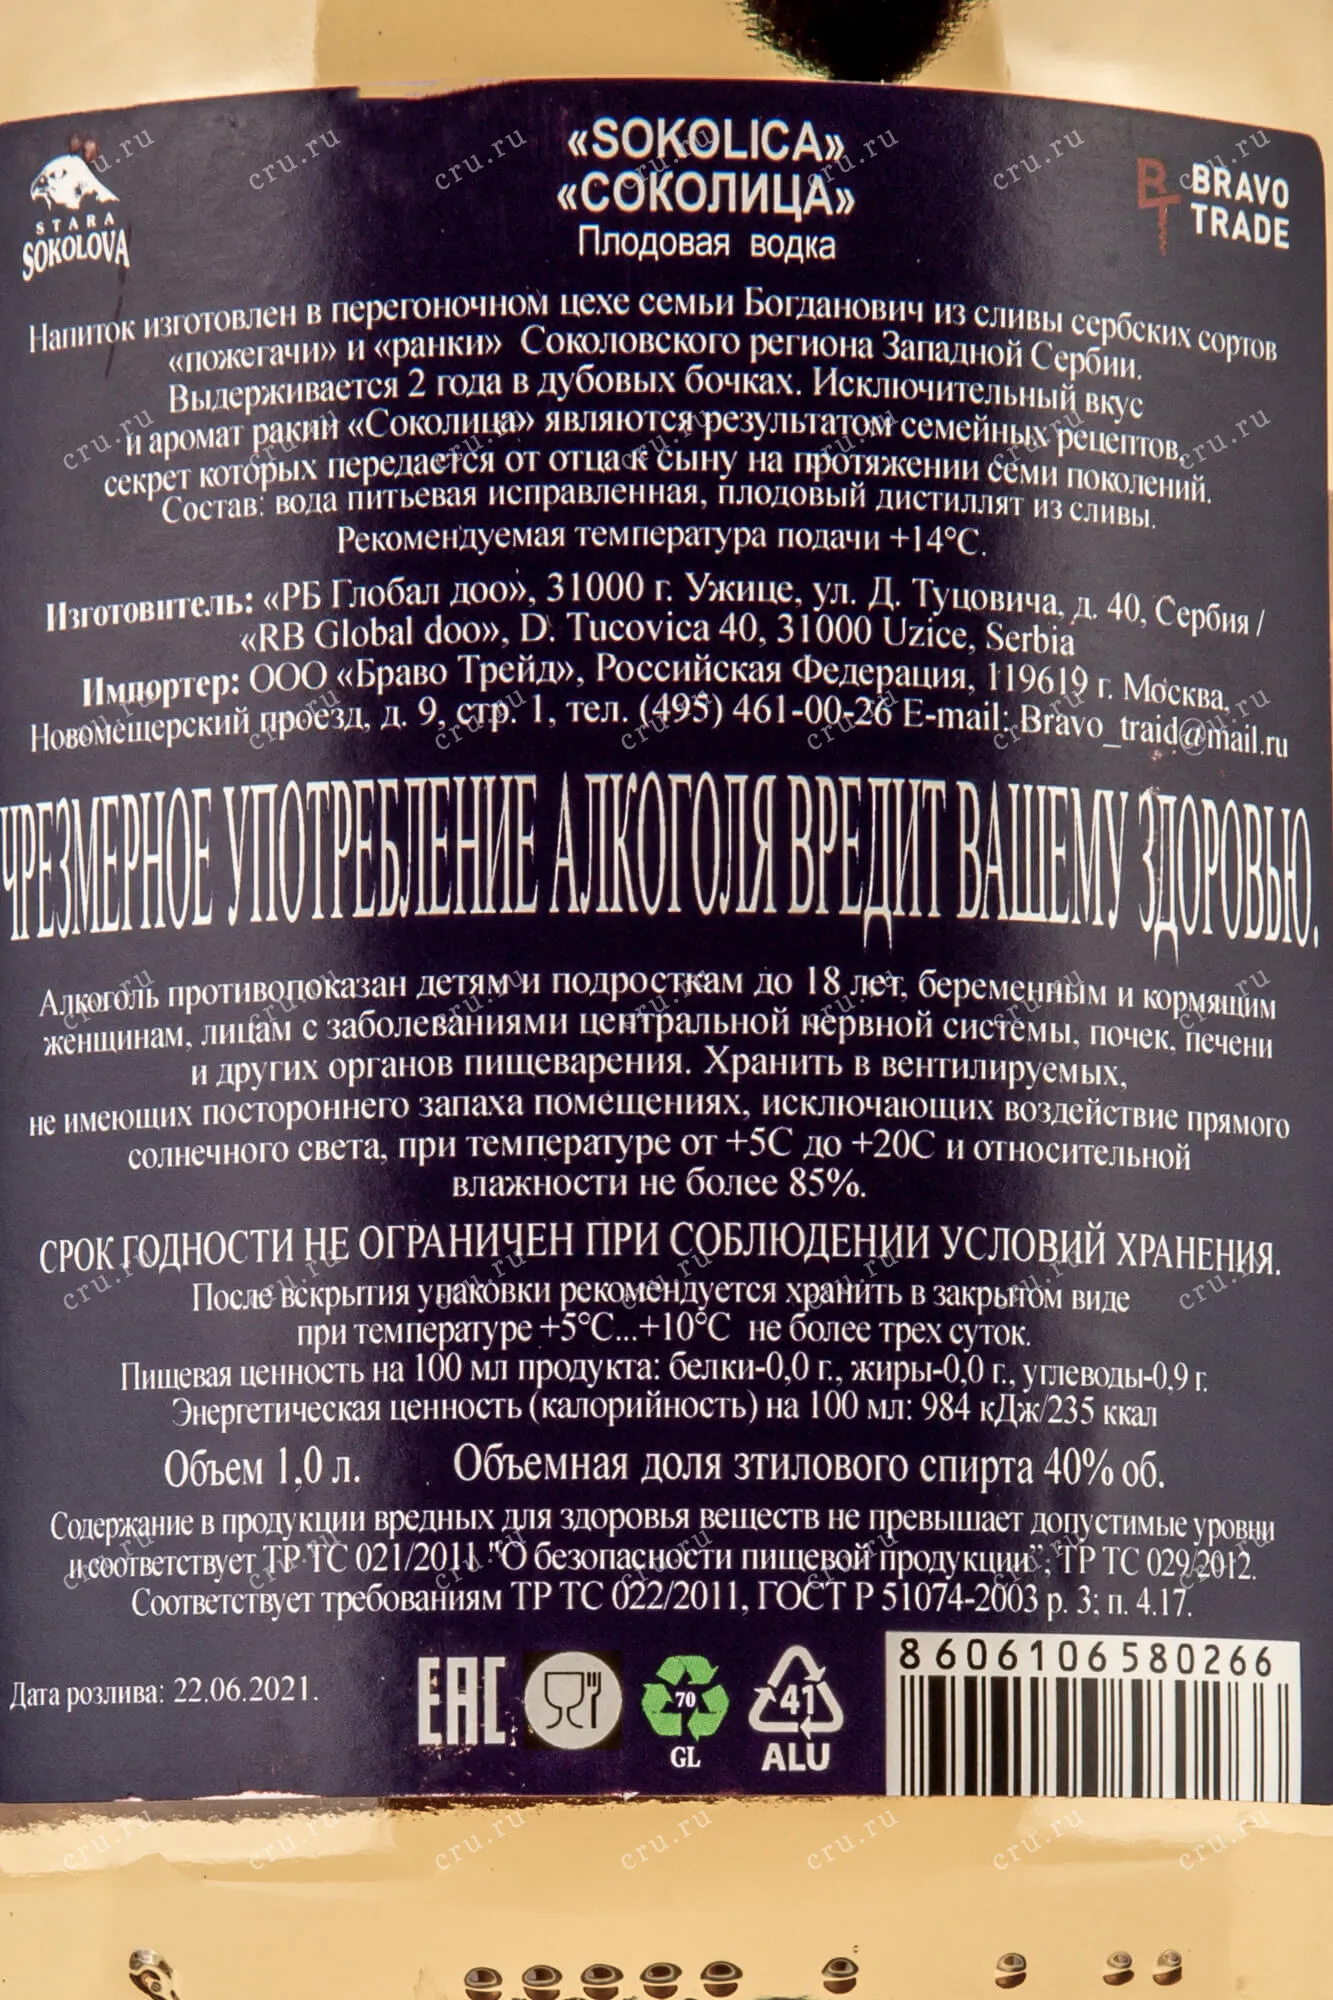 «SOKOLICA»
«СОКОЛИЦА»
Плодовая водка
STARA
SOKOLOVA
BRAVO
TRADE
Напиток изготовлен в перегоночном цехе семьи Богданович из сливы сербских сортов
«пожегачи» и «ранки» Соколовского региона Западной Сербии.
Выдерживается 2 года в дубовых бочках. Исключительный вкус
и аромат ракии «Соколица» являются результатом семейных рецептов,
секрет которых передается от отца к сыну на протяжении семи поколений.
Состав: вода питьевая исправленная, плодовый дистиллят из сливы.
Рекомендуемая температура подачи +14°С.
Изготовитель: «РБ Глобал доо», 31000 г. Ужице, ул. Д. Туцовича, д. 40, Сербия /
«RB Global doo», D. Tucovica 40, 31000 Uzice, Serbia
Импортер: ООО «Браво Трейд», Российская Федерация, 119619 г. Москва,
Новомещерский проезд, д. 9, стр. 1, тел. (495) 461-00-26 E-mail: Bravo_traid@mail.ru
ЧРЕЗМЕРНОЕ УПОТРЕБЛЕНИЕ АЛКОГОЛЯ ВРЕДИТ ВАШЕМУ ЗДОРОВЬЮ.
Алкоголь противопоказан детям и подросткам до 18 лет, беременным и кормящим
женщинам, лицам с заболеваниями центральной нервной системы, почек, печени
и других органов пищеварения. Хранить в вентилируемых,
не имеющих постороннего запаха помещениях, исключающих воздействие прямого
солнечного света, при температуре от +5С до +20С и относительной
влажности не более 85%.
СРОК ГОДНОСТИ НЕ ОГРАНИЧЕН ПРИ СОБЛЮДЕНИИ УСЛОВИЙ ХРАНЕНИЯ.
После вскрытия упаковки рекомендуется хранить в закрытом виде
при температуре +5°С...+10°С не более трех суток.
Пищевая ценность на 100 мл продукта: белки-0,0 г., жиры-0,0 г., углеводы-0,9 г.
Энергетическая ценность (калорийность) на 100 мл: 984 кДж/235 ккал
Объем 1,0 л. Объемная доля зтилового спирта 40% об.
Содержание в продукции вредных для здоровья веществ не превышает допустимые уровни
и соответствует ТР ТС 021/2011 "О безопасности пищевой продукции”; ТР ТС 029/2012.
Соответствует требованиям ТР ТС 022/2011, ГОСТ Р 51074-2003 р. 3; п. 4.17.
Дата розлива: 22.06.2021.
EAC
70
GL
41
ALU
8606106580266
cru.ru